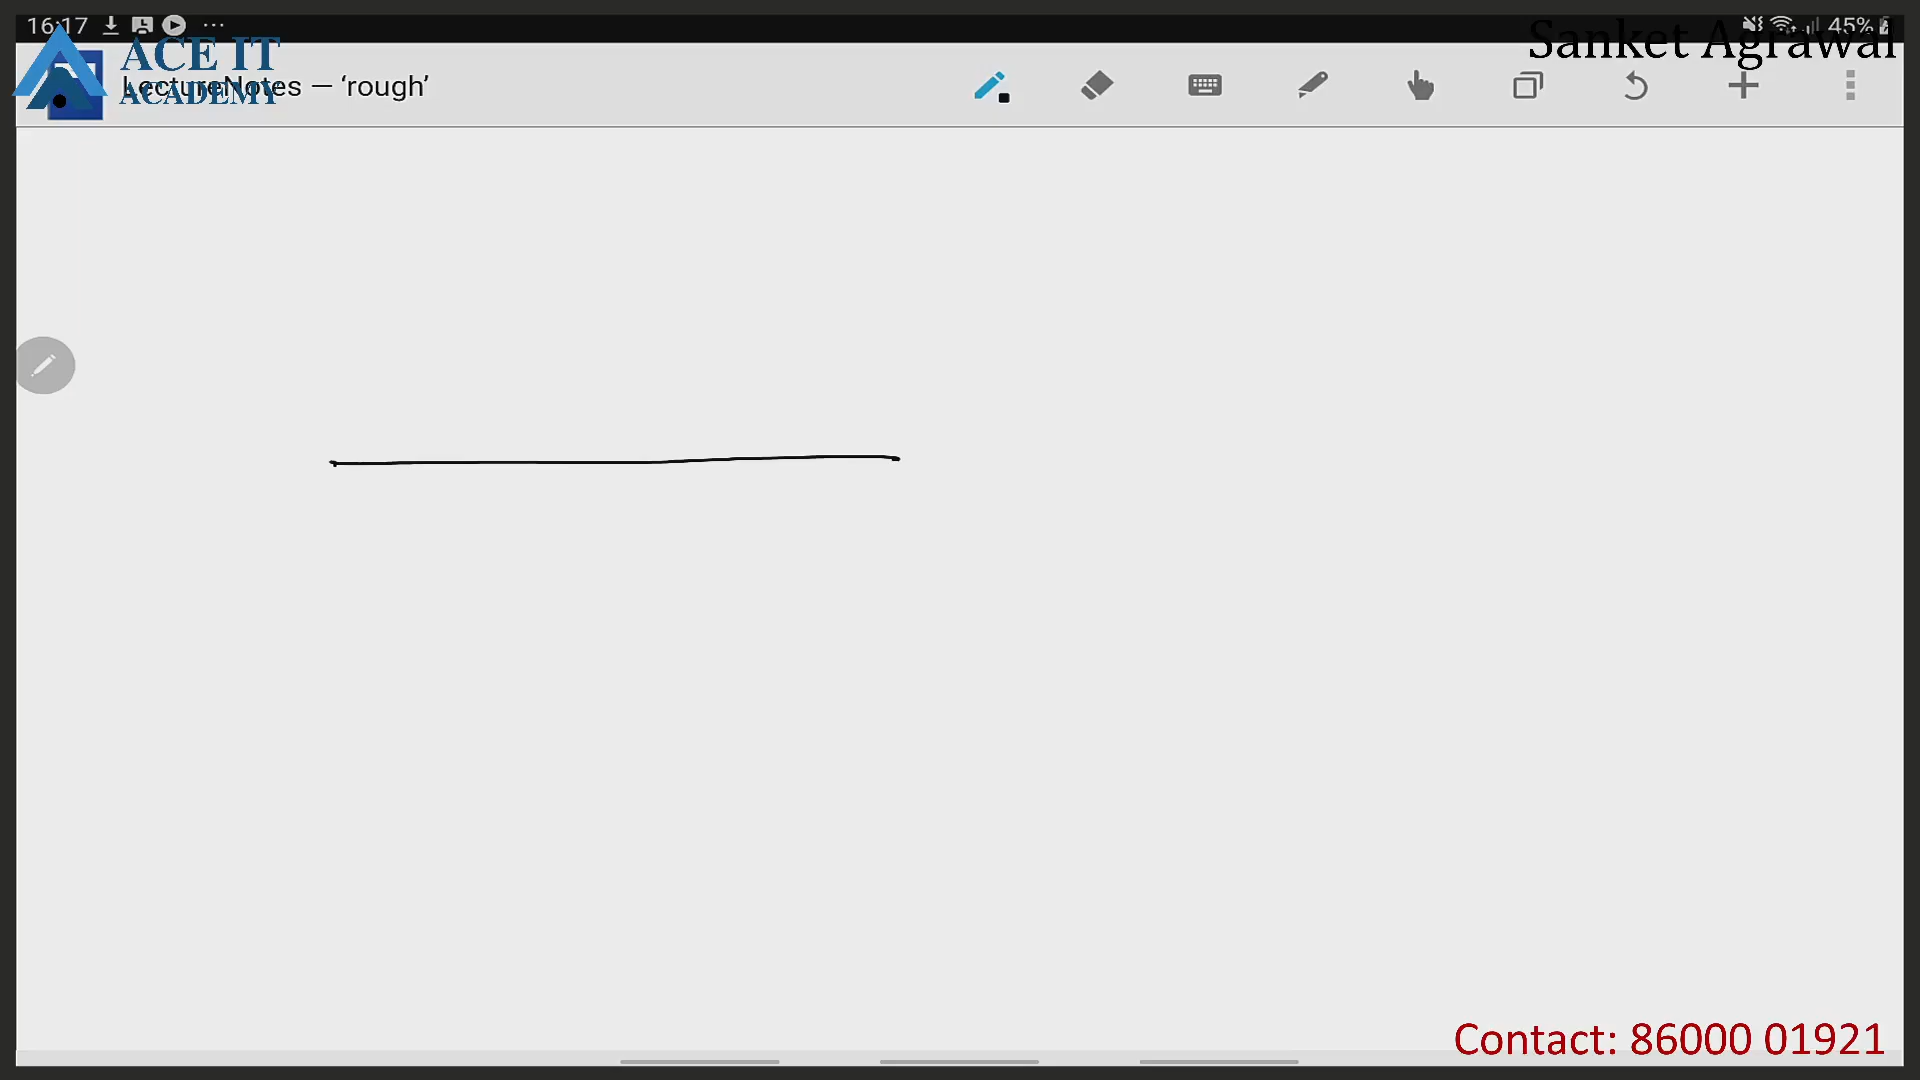 16:17
45%
Sanket Agrawal
ACE IT
ACADEMY
LectureNotes — ‘rough’
Contact: 86000 01921